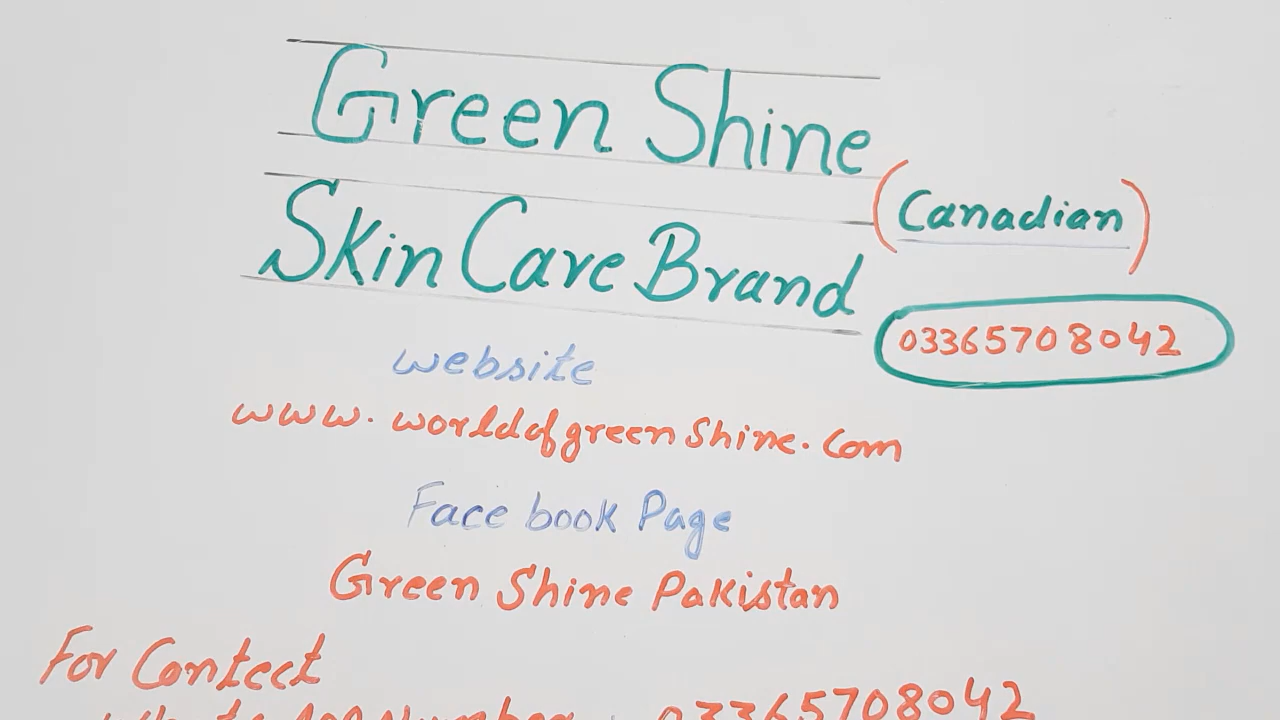 Green Shine
Skin Care Brand (Canadian)
03365708042
website
www.worldofgreenshine.com
Face book Page
Green Shine Pakistan
For Contect
03365708042